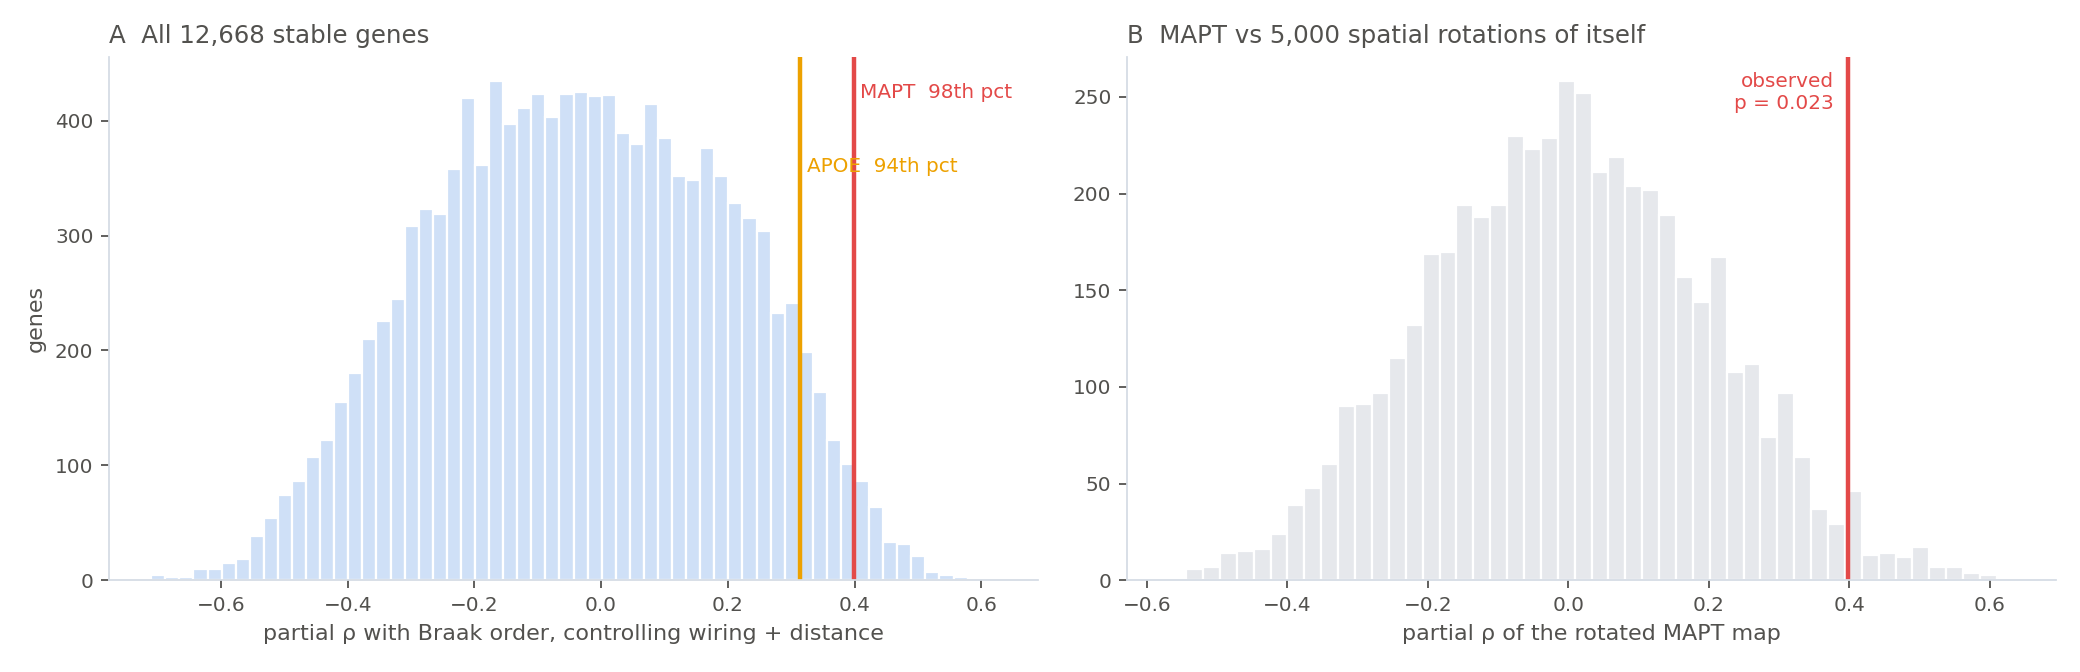 A  All 12,668 stable genes
MAPT  98th pct
APOE  94th pct
genes
400
300
200
100
0
−0.6
−0.4
−0.2
0.0
0.2
0.4
0.6
partial ρ with Braak order, controlling wiring + distance
B  MAPT vs 5,000 spatial rotations of itself
observed
p = 0.023
250
200
150
100
50
0
−0.6
−0.4
−0.2
0.0
0.2
0.4
0.6
partial ρ of the rotated MAPT map